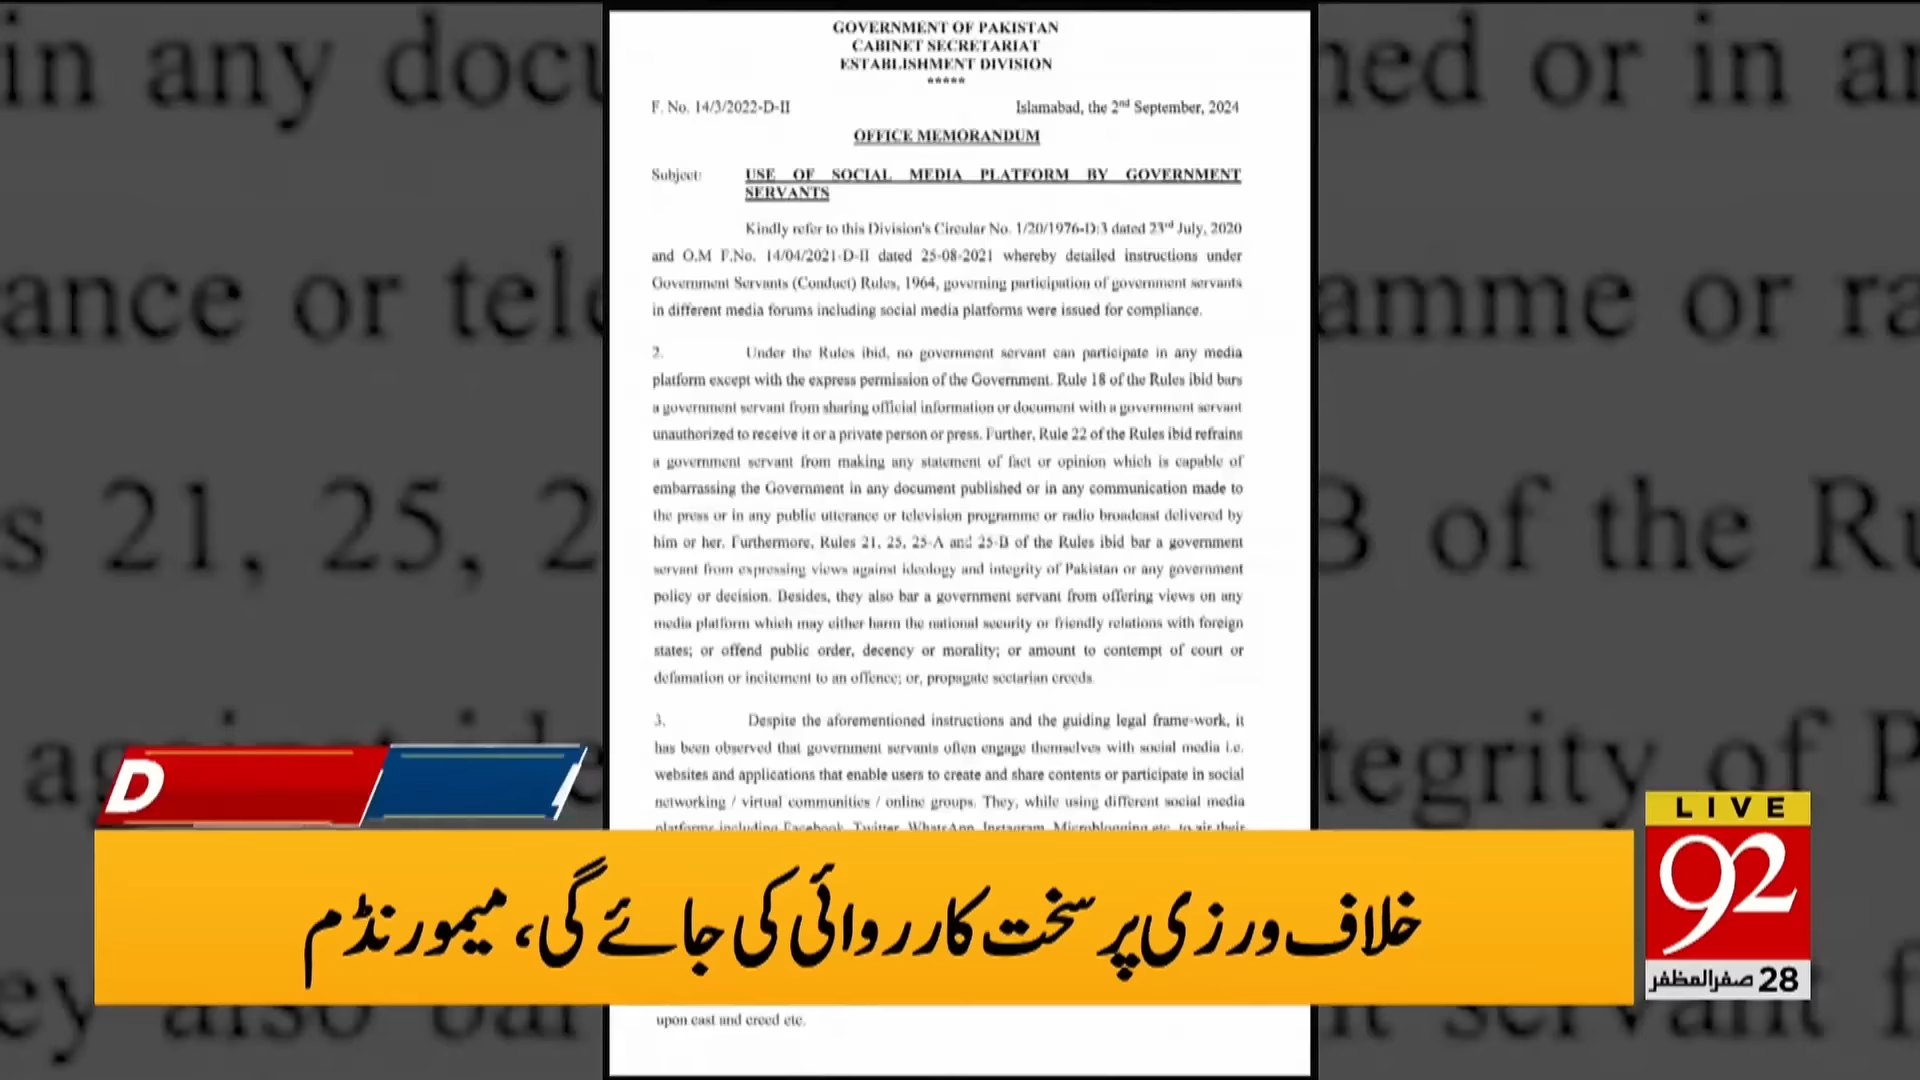 GOVERNMENT OF PAKISTAN
CABINET SECRETARIAT
ESTABLISHMENT DIVISION
*****
F. No. 14/3/2022-D-II
Islamabad, the 2nd September, 2024
OFFICE MEMORANDUM
Subject: USE OF SOCIAL MEDIA PLATFORM BY GOVERNMENT
SERVANTS
Kindly refer to this Division's Circular No. 1/20/1976-D:3 dated 23rd July, 2020
and O.M F.No. 14/04/2021-D-II dated 25-08-2021 whereby detailed instructions under
Government Servants (Conduct) Rules, 1964, governing participation of government servants
in different media forums including social media platforms were issued for compliance.
2. Under the Rules ibid, no government servant can participate in any media
platform except with the express permission of the Government. Rule 18 of the Rules ibid bars
a government servant from sharing official information or document with a government servant
unauthorized to receive it or a private person or press. Further, Rule 22 of the Rules ibid refrains
a government servant from making any statement of fact or opinion which is capable of
embarrassing the Government in any document published or in any communication made to
the press or in any public utterance or television programme or radio broadcast delivered by
him or her. Furthermore, Rules 21, 25, 25-A and 25-B of the Rules ibid bar a government
servant from expressing views against ideology and integrity of Pakistan or any government
policy or decision. Besides, they also bar a government servant from offering views on any
media platform which may either harm the national security or friendly relations with foreign
states; or offend public order, decency or morality; or amount to contempt of court or
defamation or incitement to an offence; or, propagate sectarian creeds.
3. Despite the aforementioned instructions and the guiding legal frame-work, it
has been observed that government servants often engage themselves with social media i.e.
websites and applications that enable users to create and share contents or participate in social
networking / virtual communities / online groups. They, while using different social media
platforms including Facebook, Twitter, WhatsApp, Instagram, Microblogging etc. to air their
upon cast and creed etc.
D
خلاف ورزی پر سخت کارروائی کی جائے گی، میمورنڈم
LIVE
92
28 صفرالمظفر
in any docu
ned or in an
ance or tele
amme or ra
s 21, 25, 2
B of the Ru
against ide
tegrity of P
ey also bar